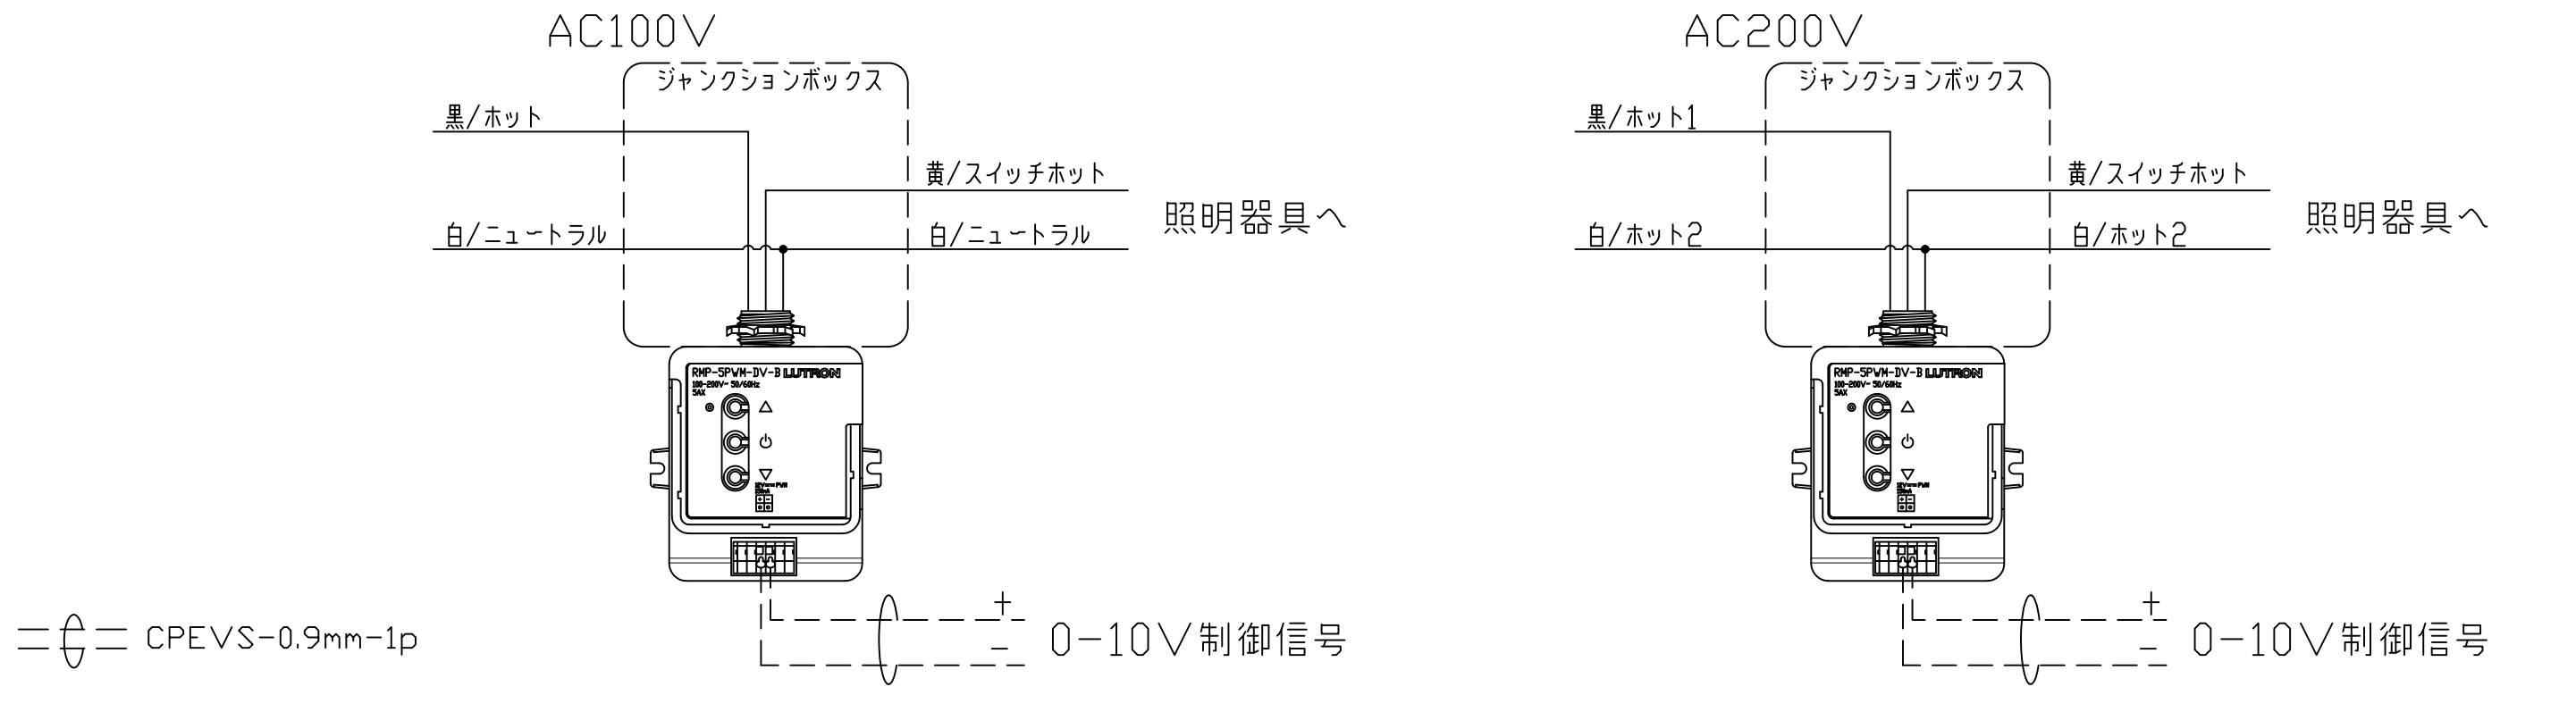 AC100V
ジャンクションボックス
黒/ホット
黄/スイッチホット
白/ニュートラル
白/ニュートラル
照明器具へ
RMP-5PWM-DV-B LUTRON
100-200V~ 50/60Hz
5AX
+
0-10V制御信号
−
CPEVS-0.9mm-1p
AC200V
ジャンクションボックス
黒/ホット1
黄/スイッチホット
白/ホット2
白/ホット2
照明器具へ
RMP-5PWM-DV-B LUTRON
100-200V~ 50/60Hz
5AX
+
0-10V制御信号
−